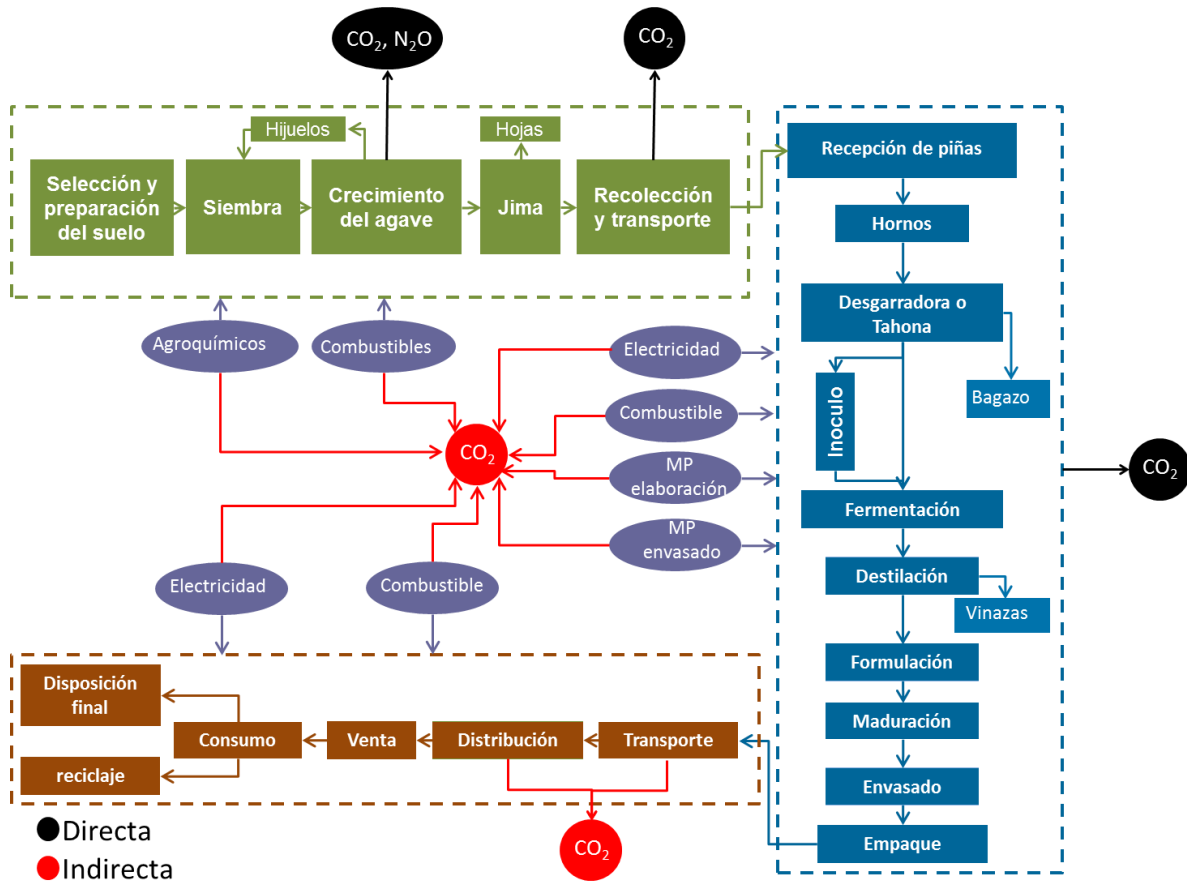 CO₂, N₂O
CO₂
Hijuelos
Hojas
Selección y
preparación
del suelo
Siembra
Crecimiento
del agave
Jima
Recolección
y transporte
Recepción de piñas
Hornos
Desgarradora o
Tahona
Bagazo
Inoculo
Fermentación
Destilación
Vinazas
Formulación
Maduración
Envasado
Empaque
CO₂
Agroquímicos
Combustibles
Electricidad
Combustible
MP
elaboración
MP
envasado
CO₂
Electricidad
Combustible
Disposición
final
reciclaje
Consumo
Venta
Distribución
Transporte
CO₂
Directa
Indirecta